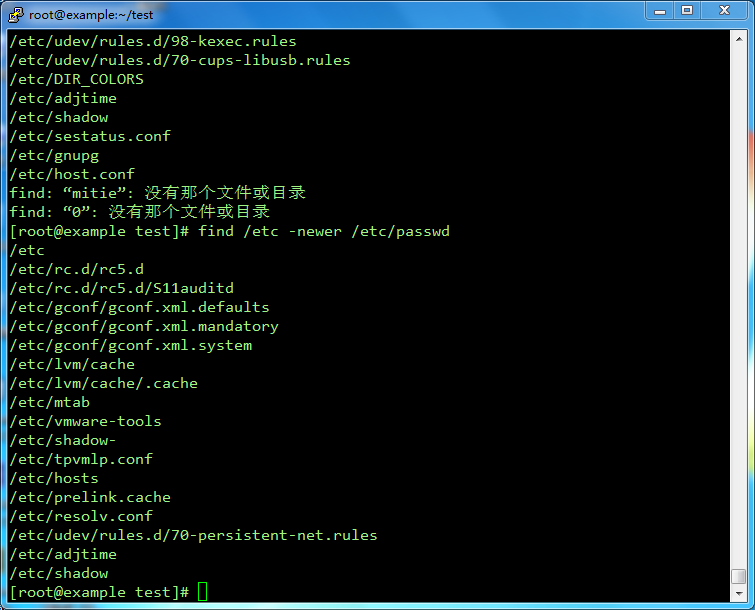 root@example:~/test
/etc/udev/rules.d/98-kexec.rules
/etc/udev/rules.d/70-cups-libusb.rules
/etc/DIR_COLORS
/etc/adjtime
/etc/shadow
/etc/sestatus.conf
/etc/gnupg
/etc/host.conf
find: “mitie”: 没有那个文件或目录
find: “0”: 没有那个文件或目录
[root@example test]# find /etc -newer /etc/passwd
/etc
/etc/rc.d/rc5.d
/etc/rc.d/rc5.d/S11auditd
/etc/gconf/gconf.xml.defaults
/etc/gconf/gconf.xml.mandatory
/etc/gconf/gconf.xml.system
/etc/lvm/cache
/etc/lvm/cache/.cache
/etc/mtab
/etc/vmware-tools
/etc/shadow-
/etc/tpvmlp.conf
/etc/hosts
/etc/prelink.cache
/etc/resolv.conf
/etc/udev/rules.d/70-persistent-net.rules
/etc/adjtime
/etc/shadow
[root@example test]#